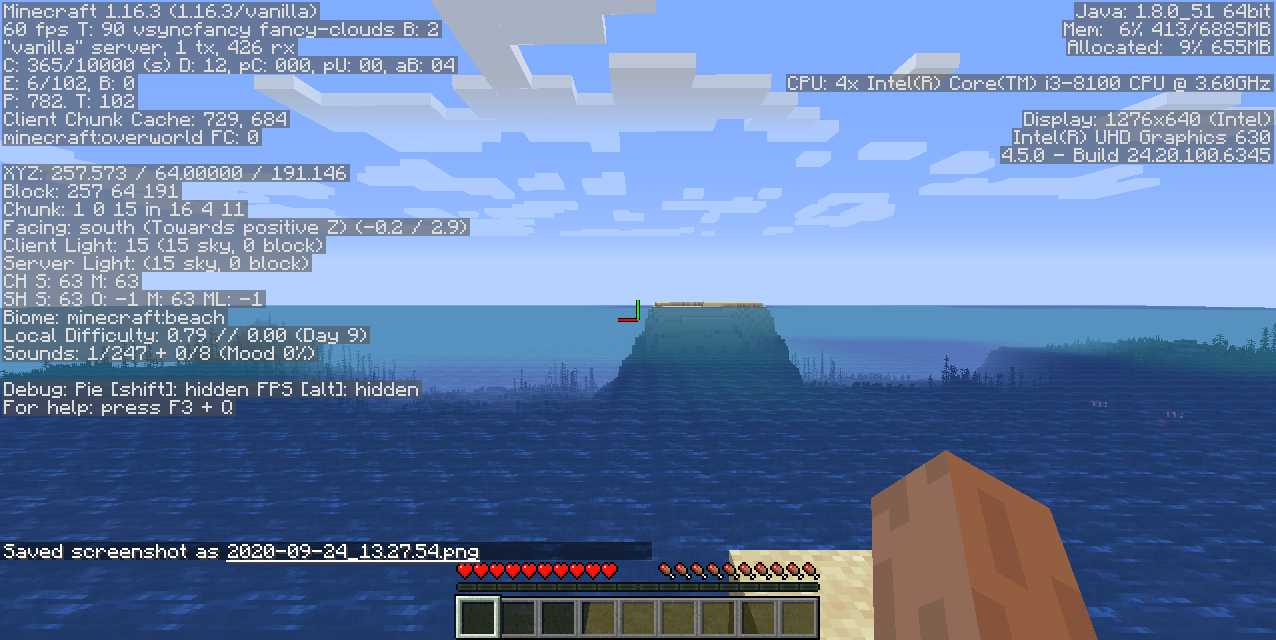 Minecraft 1.16.3 (1.16.3/vanilla)
60 fps T: 90 vsyncfancy fancy-clouds B: 2
"vanilla" server, 1 tx, 426 rx
C: 365/10000 (s) D: 12, pC: 000, pU: 00, aB: 04
E: 6/102, B: 0
P: 782. T: 102
Client Chunk Cache: 729, 684
minecraft:overworld FC: 0
XYZ: 257.573 / 64.00000 / 191.146
Block: 257 64 191
Chunk: 1 0 15 in 16 4 11
Facing: south (Towards positive Z) (-0.2 / 2.9)
Client Light: 15 (15 sky, 0 block)
Server Light: (15 sky, 0 block)
CH S: 63 M: 63
SH S: 63 O: -1 M: 63 ML: -1
Biome: minecraft:beach
Local Difficulty: 0.79 // 0.00 (Day 9)
Sounds: 1/247 + 0/8 (Mood 0%)
Debug: Pie [shift]: hidden FPS [alt]: hidden
For help: press F3 + Q
Java: 1.8.0_51 64bit
Mem: 6% 413/6885MB
Allocated: 9% 655MB
CPU: 4x Intel(R) Core(TM) i3-8100 CPU @ 3.60GHz
Display: 1276x640 (Intel)
Intel(R) UHD Graphics 630
4.5.0 - Build 24.20.100.6345
Saved screenshot as 2020-09-24_13.27.54.png